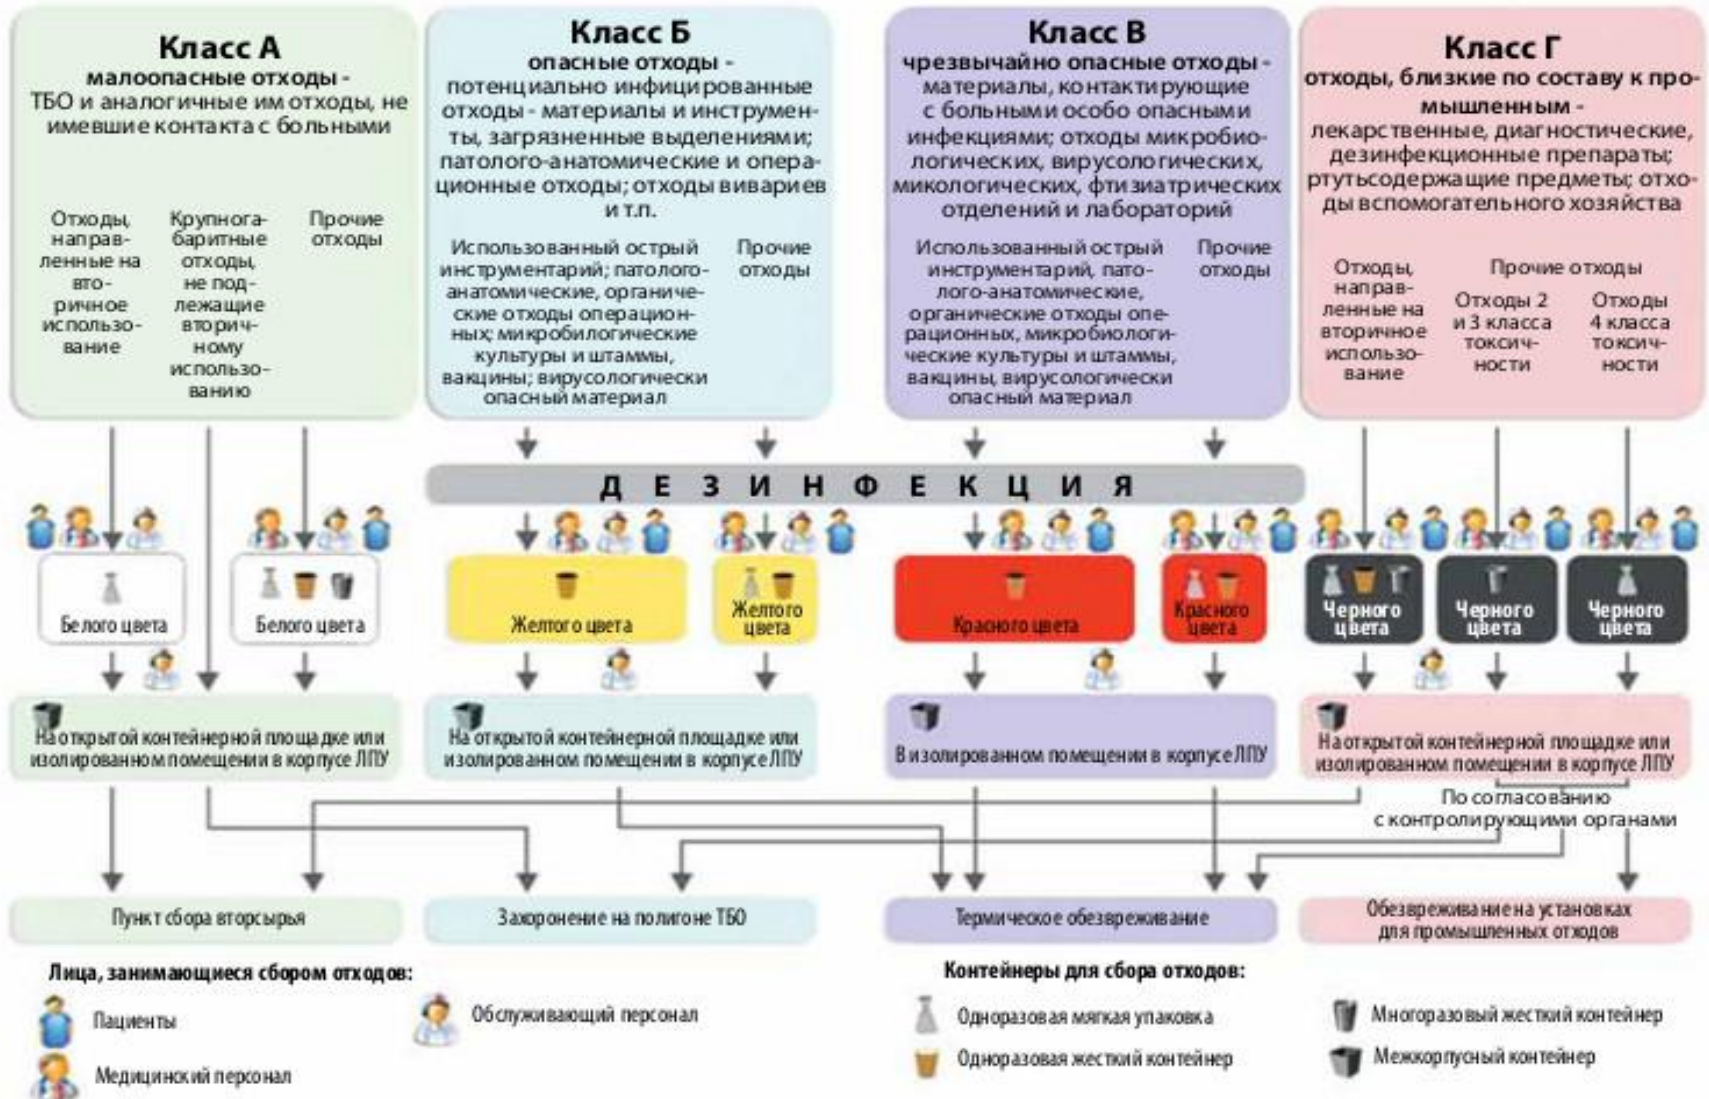 Класс А
малоопасные отходы -
ТБО и аналогичные им отходы, не
имевшие контакта с больными
Отходы,
направ-
ленные на
вто-
ричное
использо-
вание
Крупнога-
баритные
отходы,
не под-
лежащие
вторич-
ному
использо-
ванию
Прочие
отходы
Класс Б
опасные отходы -
потенциально инфицированные
отходы - материалы и инструмен-
ты, загрязненные выделениями;
патолого-анатомические и опера-
ционные отходы; отходы вивариев
и т.п.
Использованный острый
инструментарий; патолого-
анатомические, органиче-
ские отходы операцион-
ных; микробилогические
культуры и штаммы,
вакцины; вирусологически
опасный материал
Прочие
отходы
Класс В
чрезвычайно опасные отходы -
материалы, контактирующие
с больными особо опасными
инфекциями; отходы микробио-
логических, вирусологических,
микологических, фтизиатрических
отделений и лабораторий
Использованный острый
инструментарий, пато-
лого-анатомические,
органические отходы опе-
рационных, микробиологи-
ческие культуры и штаммы,
вакцины, вирусологически
опасный материал
Прочие
отходы
Класс Г
отходы, близкие по составу к про-
мышленным -
лекарственные, диагностические,
дезинфекционные препараты;
ртутьсодержащие предметы; отхо-
ды вспомогательного хозяйства
Отходы,
направ-
ленные на
вторичное
использо-
вание
Прочие отходы
Отходы 2
и 3 класса
токсич-
ности
Отходы
4 класса
токсич-
ности
ДЕЗИНФЕКЦИЯ
Белого цвета
Белого цвета
Желтого цвета
Желтого
цвета
Красного цвета
Красного
цвета
Черного
цвета
Черного
цвета
Черного
цвета
На открытой контейнерной площадке или
изолированном помещении в корпусе ЛПУ
На открытой контейнерной площадке или
изолированном помещении в корпусе ЛПУ
В изолированном помещении в корпусе ЛПУ
На открытой контейнерной площадке или
изолированном помещении в корпусе ЛПУ
По согласованию
с контролирующими органами
Пункт сбора вторсырья
Захоронение на полигоне ТБО
Термическое обезвреживание
Обезвреживание на установках
для промышленных отходов
Лица, занимающиеся сбором отходов:
Пациенты
Медицинский персонал
Обслуживающий персонал
Контейнеры для сбора отходов:
Одноразовая мягкая упаковка
Одноразовая жесткий контейнер
Многоразовый жесткий контейнер
Межкорпусный контейнер